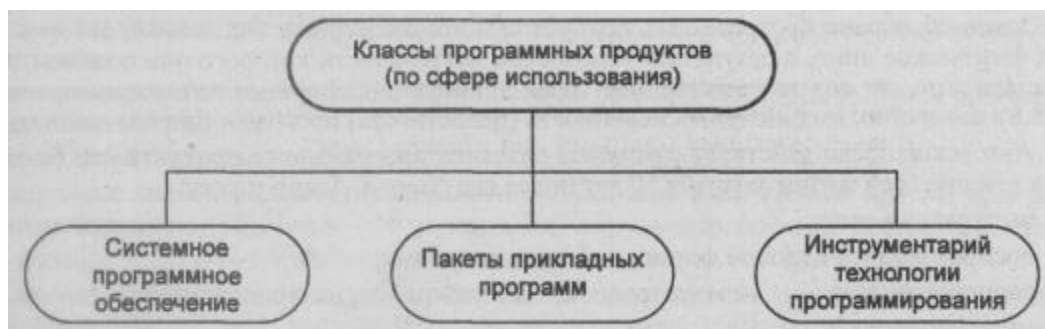 Классы программных продуктов
(по сфере использования)
Системное
программное
обеспечение
Пакеты прикладных
программ
Инструментарий
технологии
программирования